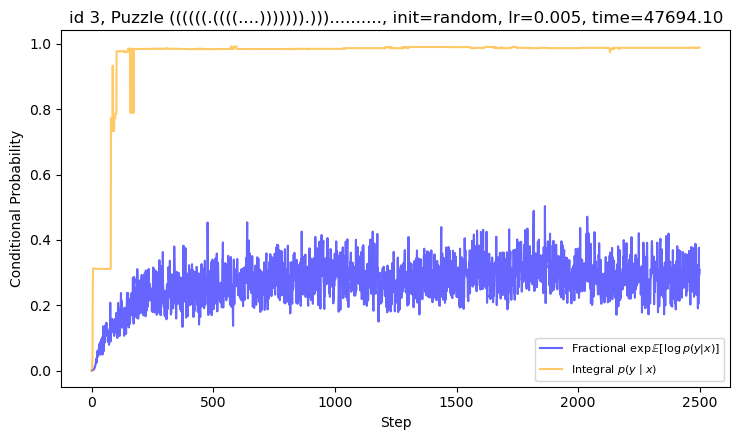 id 3, Puzzle ((((((.((((....))))))).))).........., init=random, lr=0.005, time=47694.10
1.0
0.8
0.6
0.4
0.2
0.0
Conditional Probability
0
500
1000
1500
2000
2500
Step
Fractional exp 𝔼[log p(y|x)]
Integral p(y | x)